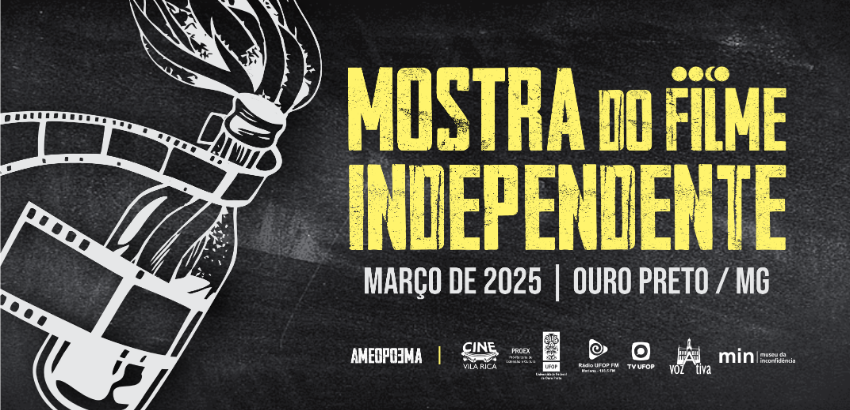 MOSTRA DO FILME
INDEPENDENTE
MARÇO DE 2025 | OURO PRETO / MG
AMEOPOEMA
CINE
VILA RICA
PROEX
UFOP
Rádio UFOP FM
TV UFOP
voz ativa
min museu da
inconfidência